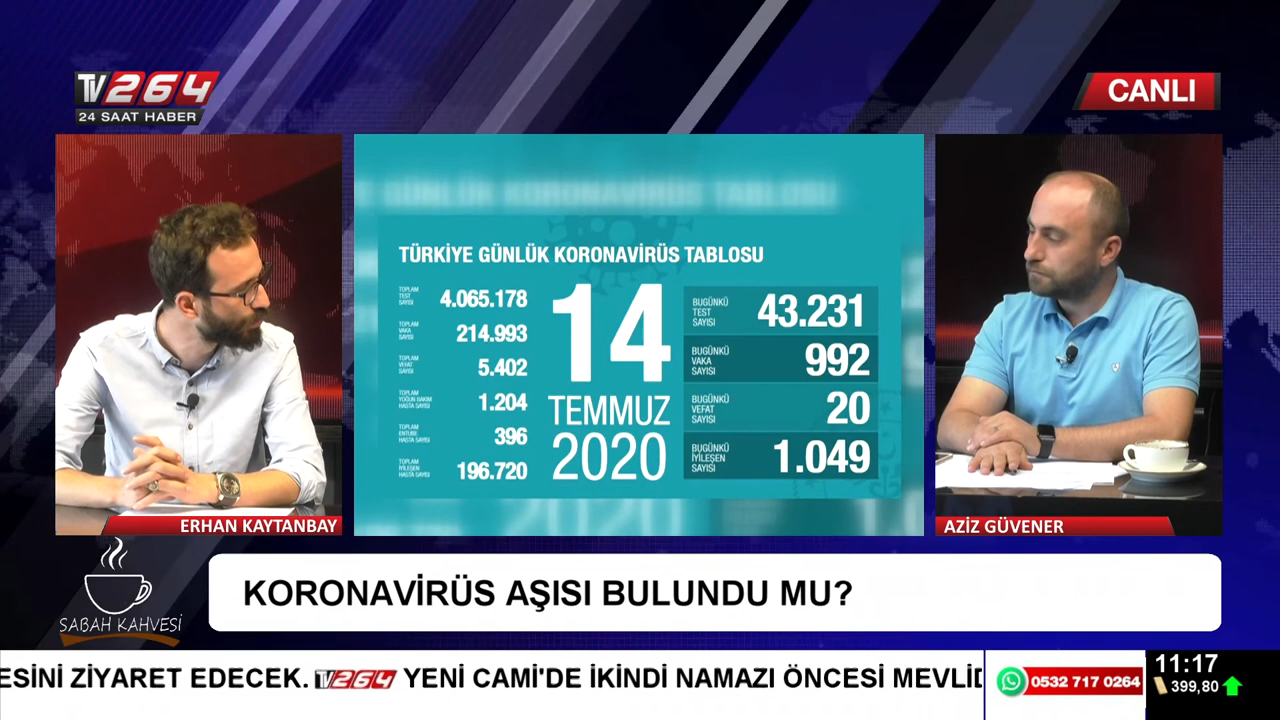 TV264
24 SAAT HABER
CANLI
TÜRKİYE GÜNLÜK KORONAVİRÜS TABLOSU
TOPLAM
TEST
SAYISI
4.065.178
TOPLAM
VAKA
SAYISI
214.993
TOPLAM
VEFAT
SAYISI
5.402
TOPLAM
YOĞUN BAKIM
HASTA SAYISI
1.204
TOPLAM
ENTUBE
HASTA SAYISI
396
TOPLAM
İYİLEŞEN
HASTA SAYISI
196.720
14
TEMMUZ
2020
BUGÜNKÜ
TEST
SAYISI
43.231
BUGÜNKÜ
VAKA
SAYISI
992
BUGÜNKÜ
VEFAT
SAYISI
20
BUGÜNKÜ
İYİLEŞEN
SAYISI
1.049
ERHAN KAYTANBAY
AZİZ GÜVENER
SABAH KAHVESİ
KORONAVİRÜS AŞISI BULUNDU MU?
ESİNİ ZİYARET EDECEK. TV264 YENİ CAMİ'DE İKİNDİ NAMAZI ÖNCESİ MEVLİD
0532 717 0264
11:17
399,80